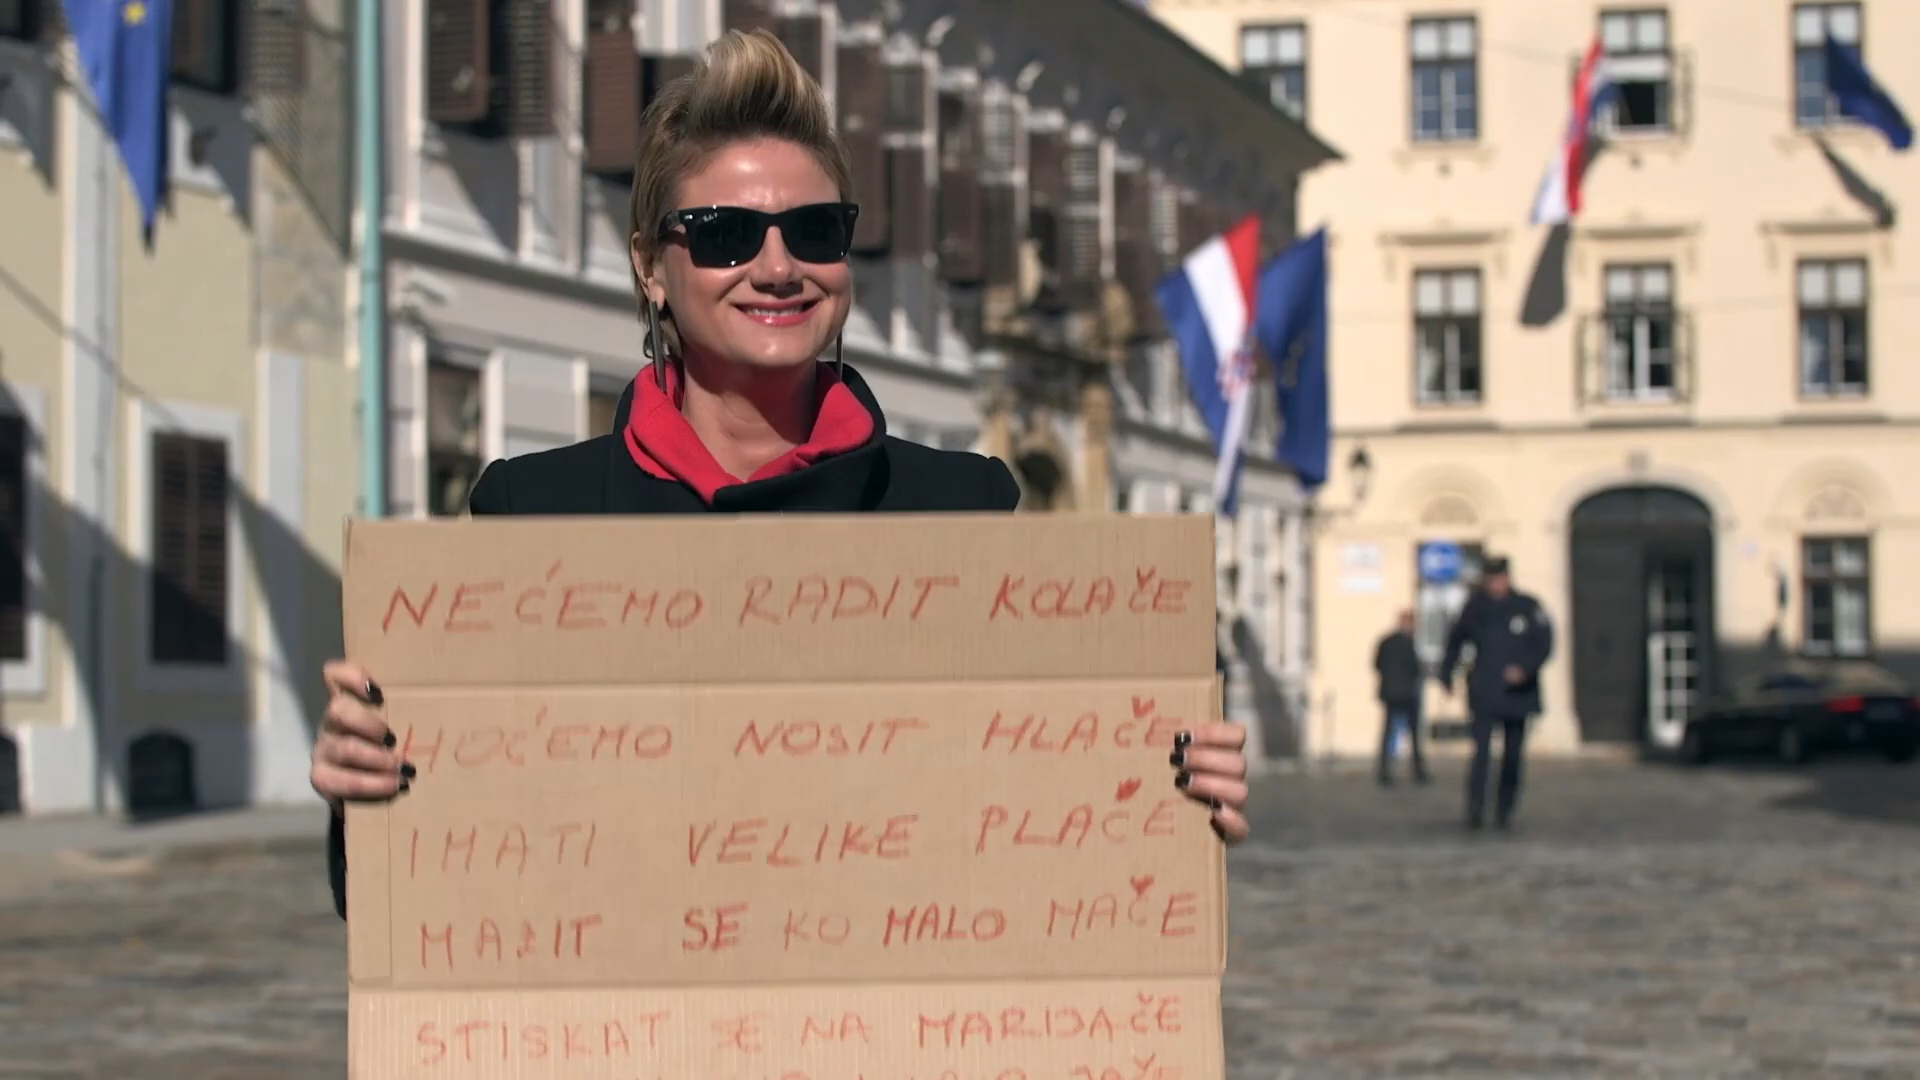 NEĆEMO RADIT KOLAČE
HOĆEMO NOSIT HLAČE
IMATI VELIKE PLAČE
MAZIT SE KO MALO MAČE
STISKAT SE NA MARIJAČE